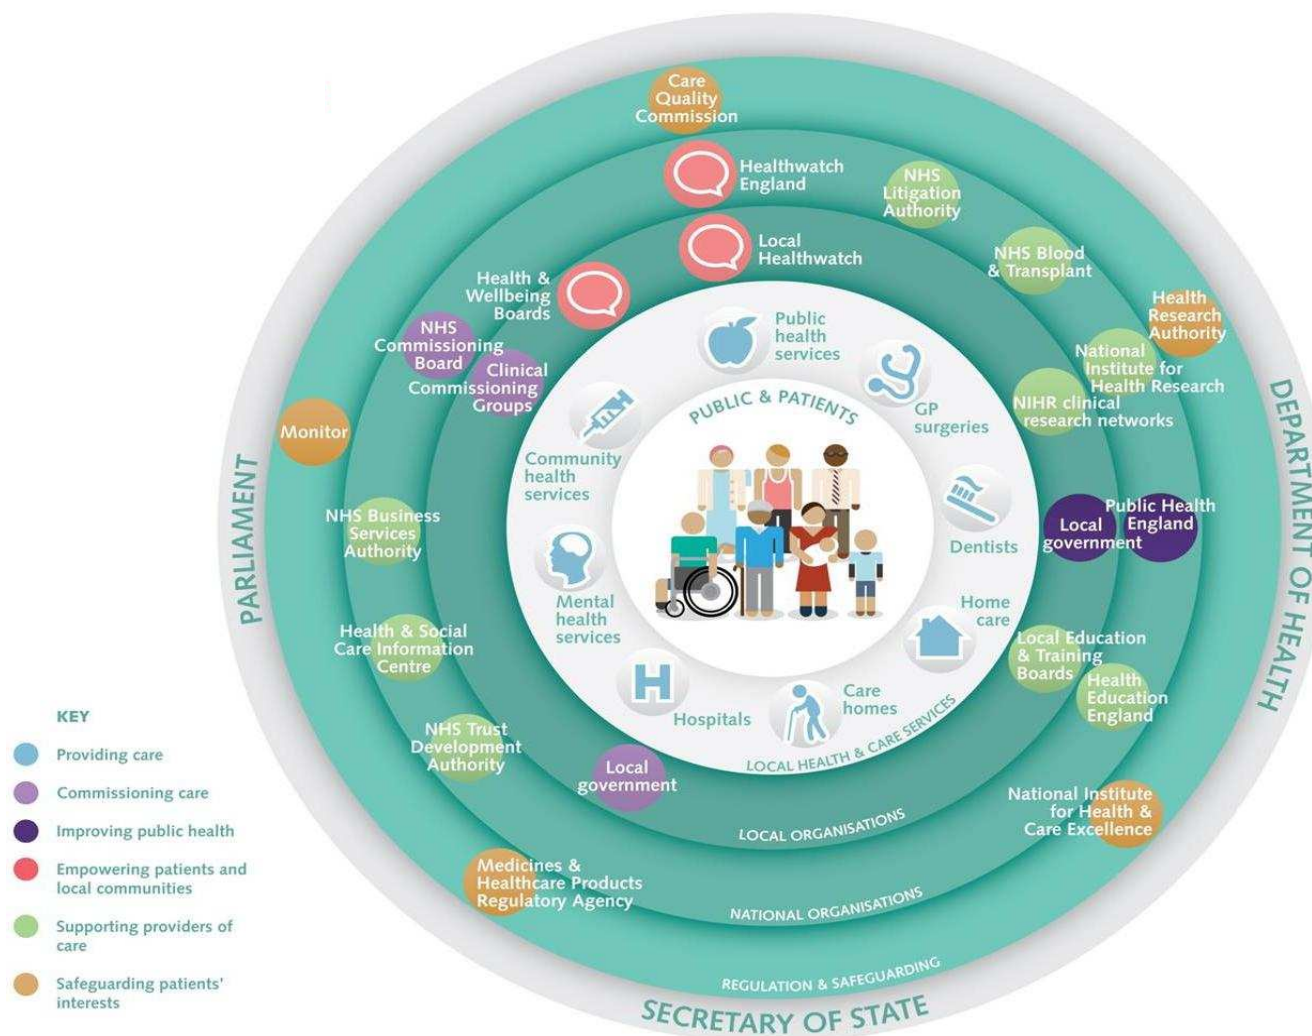 Care
Quality
Commission
Healthwatch
England
NHS
Litigation
Authority
Local
Healthwatch
NHS Blood
& Transplant
Health &
Wellbeing
Boards
Health
Research
Authority
NHS
Commissioning
Board
Clinical
Commissioning
Groups
Public
health
services
National
Institute for
Health Research
NIHR clinical
research networks
GP
surgeries
PUBLIC & PATIENTS
Monitor
Community
health
services
PARLIAMENT
DEPARTMENT OF HEALTH
NHS Business
Services
Authority
Dentists
Local
government
Public Health
England
Mental
health
services
Home
care
Health & Social
Care Information
Centre
Local Education
& Training
Boards
Health
Education
England
H
Hospitals
Care
homes
LOCAL HEALTH & CARE SERVICES
NHS Trust
Development
Authority
Local
government
National Institute
for Health &
Care Excellence
LOCAL ORGANISATIONS
Medicines &
Healthcare Products
Regulatory Agency
NATIONAL ORGANISATIONS
REGULATION & SAFEGUARDING
SECRETARY OF STATE
KEY
Providing care
Commissioning care
Improving public health
Empowering patients and
local communities
Supporting providers of
care
Safeguarding patients'
interests